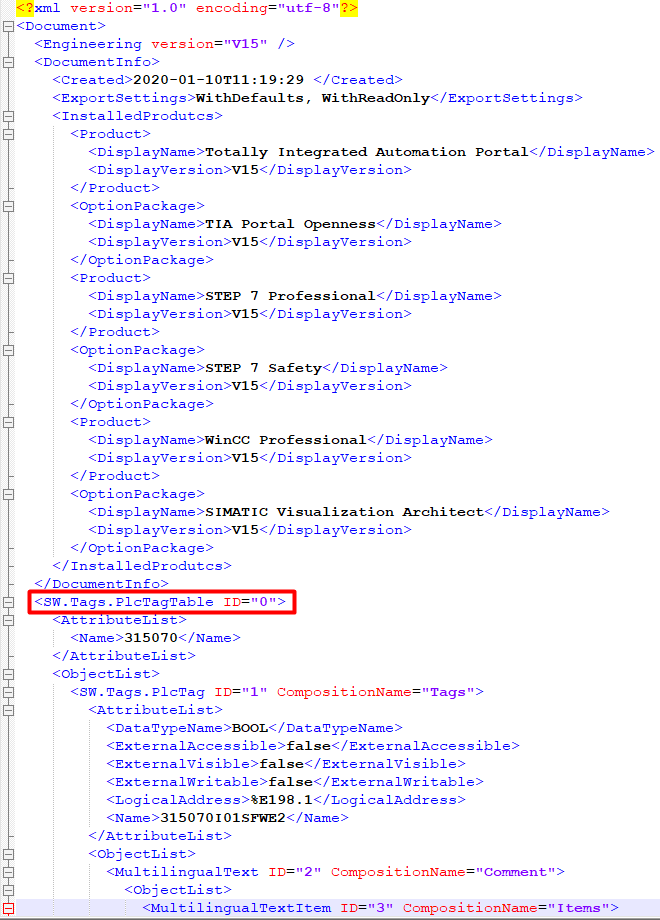 <?xml version="1.0" encoding="utf-8"?>
<Document>
<Engineering version="V15" />
<DocumentInfo>
<Created>2020-01-10T11:19:29 </Created>
<ExportSettings>WithDefaults, WithReadOnly</ExportSettings>
<InstalledProdutcs>
<Product>
<DisplayName>Totally Integrated Automation Portal</DisplayName>
<DisplayVersion>V15</DisplayVersion>
</Product>
<OptionPackage>
<DisplayName>TIA Portal Openness</DisplayName>
<DisplayVersion>V15</DisplayVersion>
</OptionPackage>
<Product>
<DisplayName>STEP 7 Professional</DisplayName>
<DisplayVersion>V15</DisplayVersion>
</Product>
<OptionPackage>
<DisplayName>STEP 7 Safety</DisplayName>
<DisplayVersion>V15</DisplayVersion>
</OptionPackage>
<Product>
<DisplayName>WinCC Professional</DisplayName>
<DisplayVersion>V15</DisplayVersion>
</Product>
<OptionPackage>
<DisplayName>SIMATIC Visualization Architect</DisplayName>
<DisplayVersion>V15</DisplayVersion>
</OptionPackage>
</InstalledProdutcs>
</DocumentInfo>
<SW.Tags.PlcTagTable ID="0">
<AttributeList>
<Name>315070</Name>
</AttributeList>
<ObjectList>
<SW.Tags.PlcTag ID="1" CompositionName="Tags">
<AttributeList>
<DataTypeName>BOOL</DataTypeName>
<ExternalAccessible>false</ExternalAccessible>
<ExternalVisible>false</ExternalVisible>
<ExternalWritable>false</ExternalWritable>
<LogicalAddress>%E198.1</LogicalAddress>
<Name>315070I01SFWE2</Name>
</AttributeList>
<ObjectList>
<MultilingualText ID="2" CompositionName="Comment">
<ObjectList>
<MultilingualTextItem ID="3" CompositionName="Items">